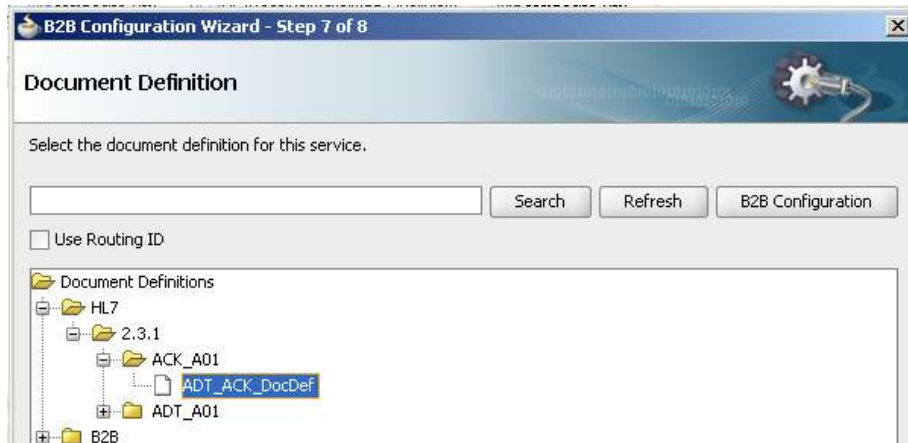 B2B Configuration Wizard - Step 7 of 8
Document Definition
Select the document definition for this service.
Search Refresh B2B Configuration
Use Routing ID
Document Definitions
HL7
2.3.1
ACK_A01
ADT_ACK_DocDef
ADT_A01
B2B